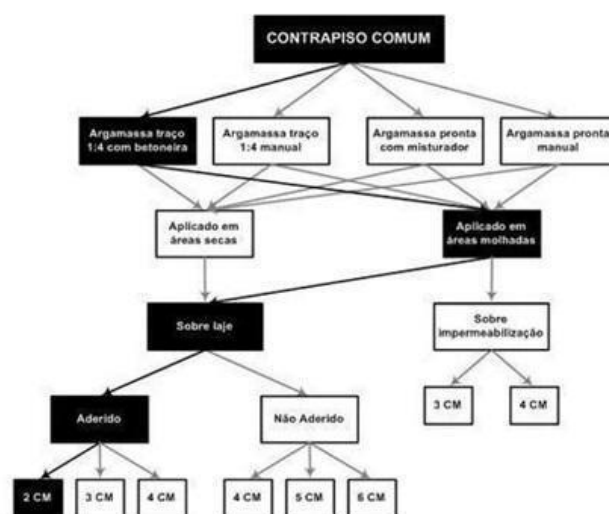 CONTRAPISO COMUM
Argamassa traço
1:4 com betoneira
Argamassa traço
1:4 manual
Argamassa pronta
com misturador
Argamassa pronta
manual
Aplicado em
áreas secas
Aplicado em
áreas molhadas
Sobre laje
Sobre
impermeabilização
3 CM
4 CM
Aderido
Não Aderido
2 CM
3 CM
4 CM
4 CM
5 CM
6 CM